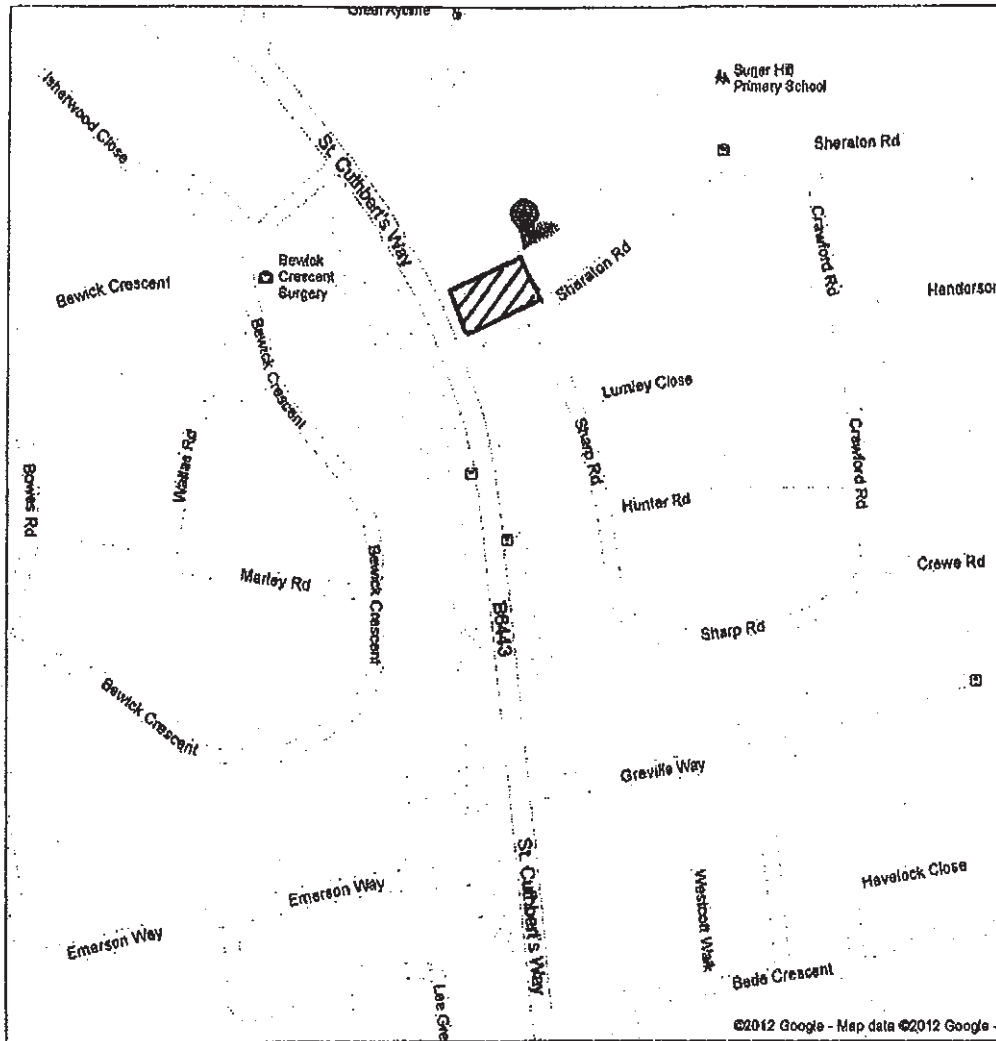 Great Aycliffe
Isherwood Close
St. Cuthbert's Way
Sugar Hill
Primary School
Sheraton Rd
Crawford Rd
Bewick
Crescent
Surgery
Bewick Crescent
Sheraton Rd
Henderson
Bewick Crescent
Lumley Close
Sharp Rd
Crawford Rd
Bowes Rd
Hunter Rd
Marley Rd
Bewick Crescent
Crewe Rd
B6443
Sharp Rd
Bewick Crescent
Greville Way
St. Cuthbert's Way
Havelock Close
Emerson Way
Westcott Walk
Emerson Way
Bede Crescent
©2012 Google - Map data ©2012 Google -